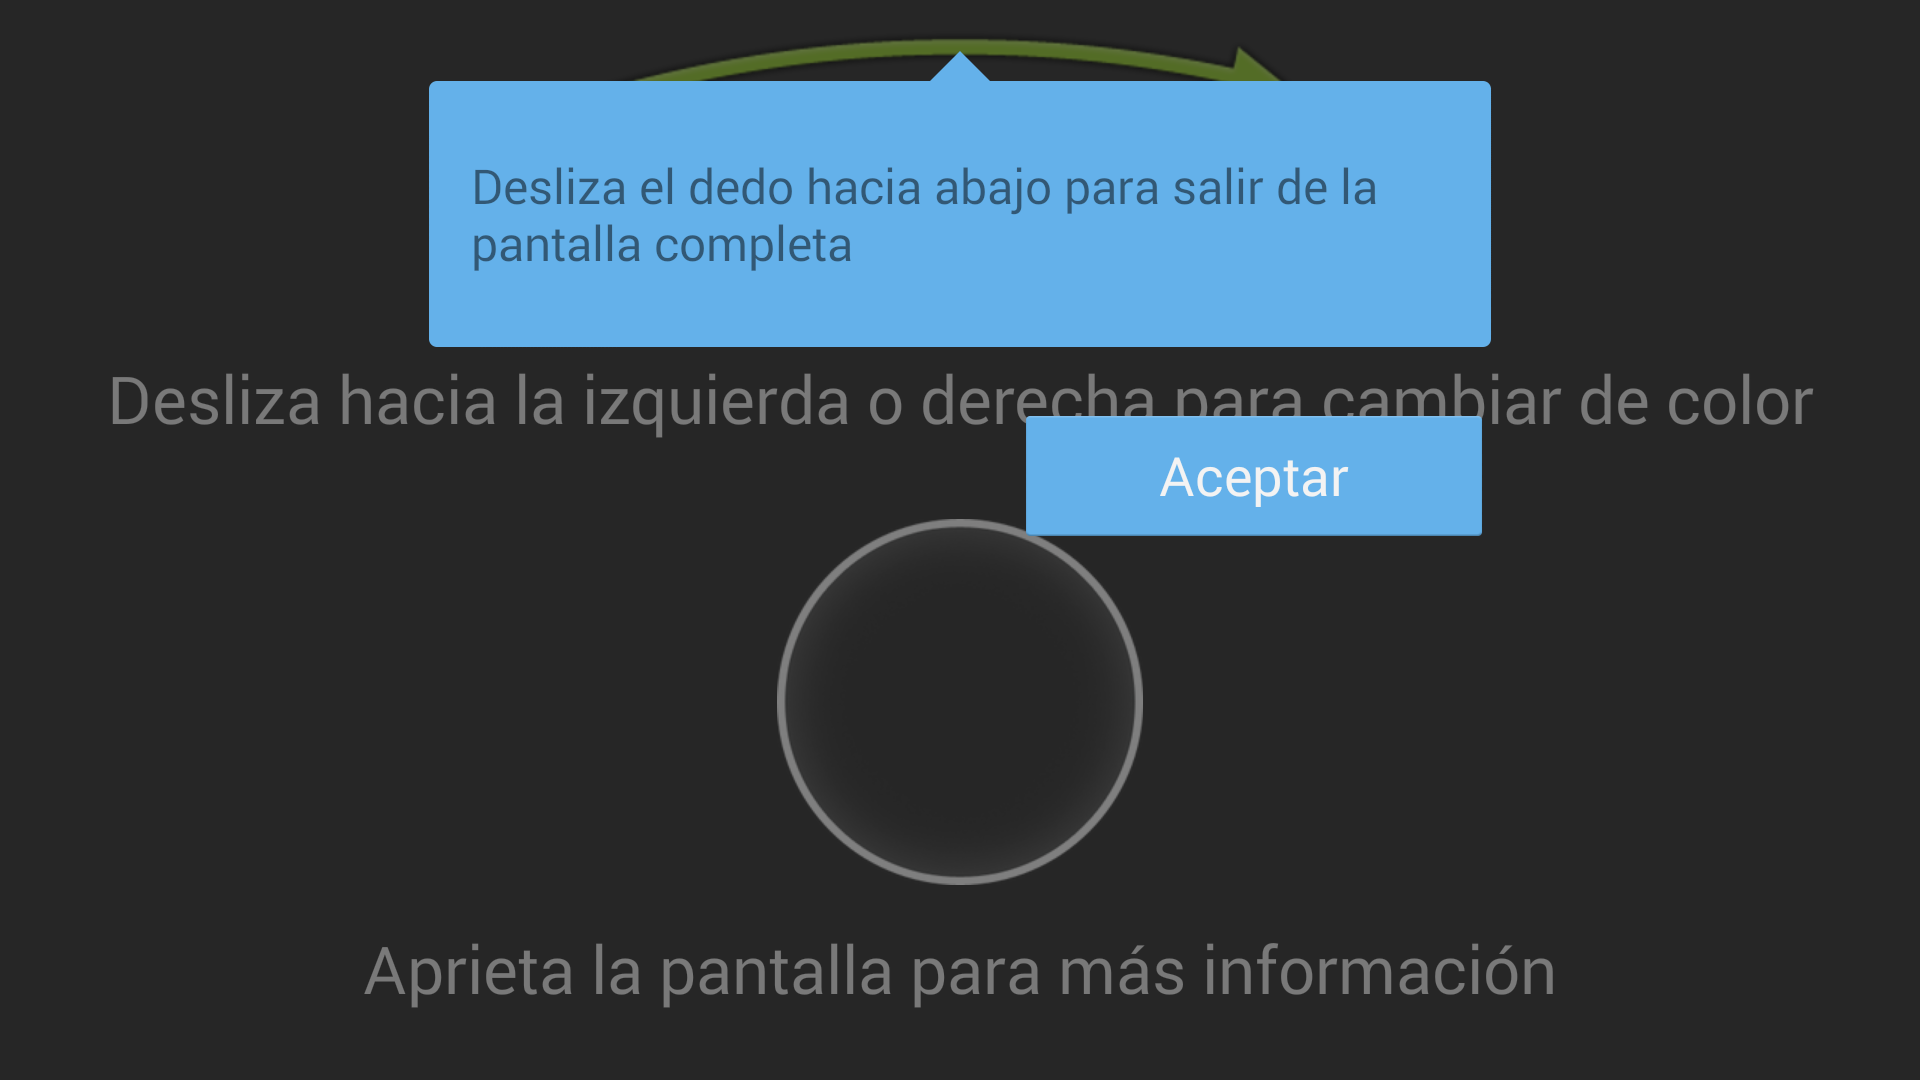 Desliza el dedo hacia abajo para salir de la
pantalla completa
Desliza hacia la izquierda o derecha para cambiar de color
Aceptar
Aprieta la pantalla para más información